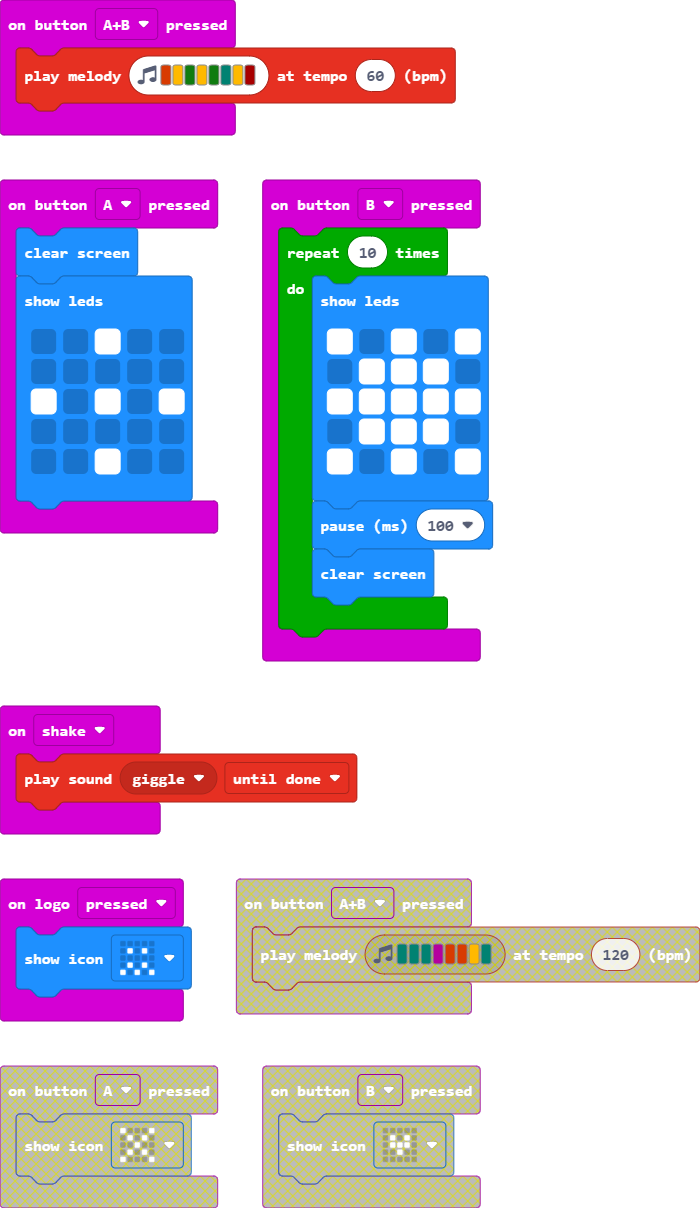 on button A+B pressed
play melody at tempo 60 (bpm)
on button A pressed
clear screen
show leds
on button B pressed
repeat 10 times
do
show leds
pause (ms) 100
clear screen
on shake
play sound giggle until done
on logo pressed
show icon
on button A+B pressed
play melody at tempo 120 (bpm)
on button A pressed
show icon
on button B pressed
show icon